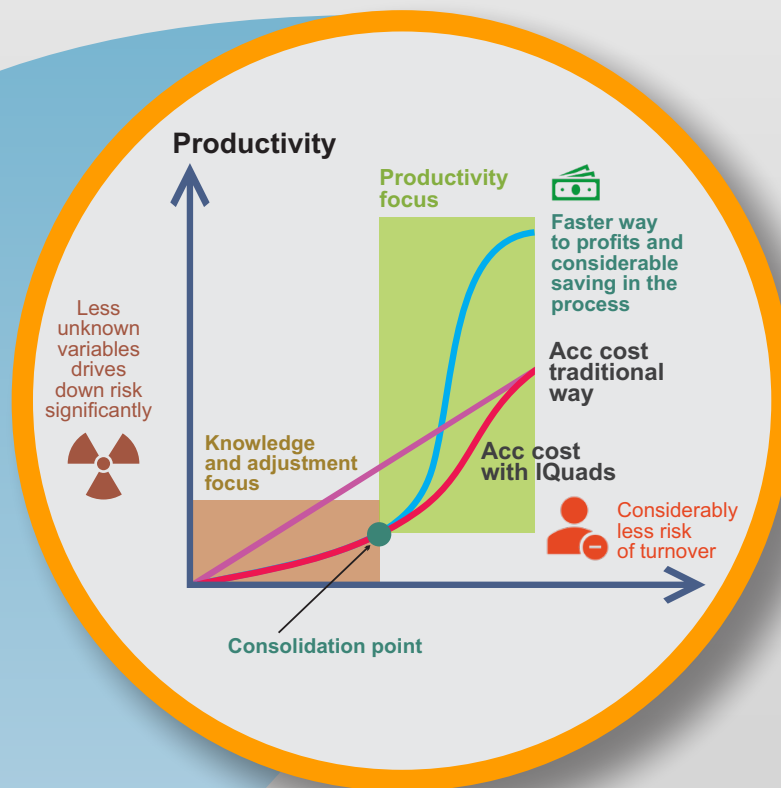 Productivity
Productivity
focus
Faster way
to profits and
considerable
saving in the
process
Less
unknown
variables
drives
down risk
significantly
Acc cost
traditional
way
Knowledge
and adjustment
focus
Acc cost
with IQuads
Considerably
less risk
of turnover
Consolidation point